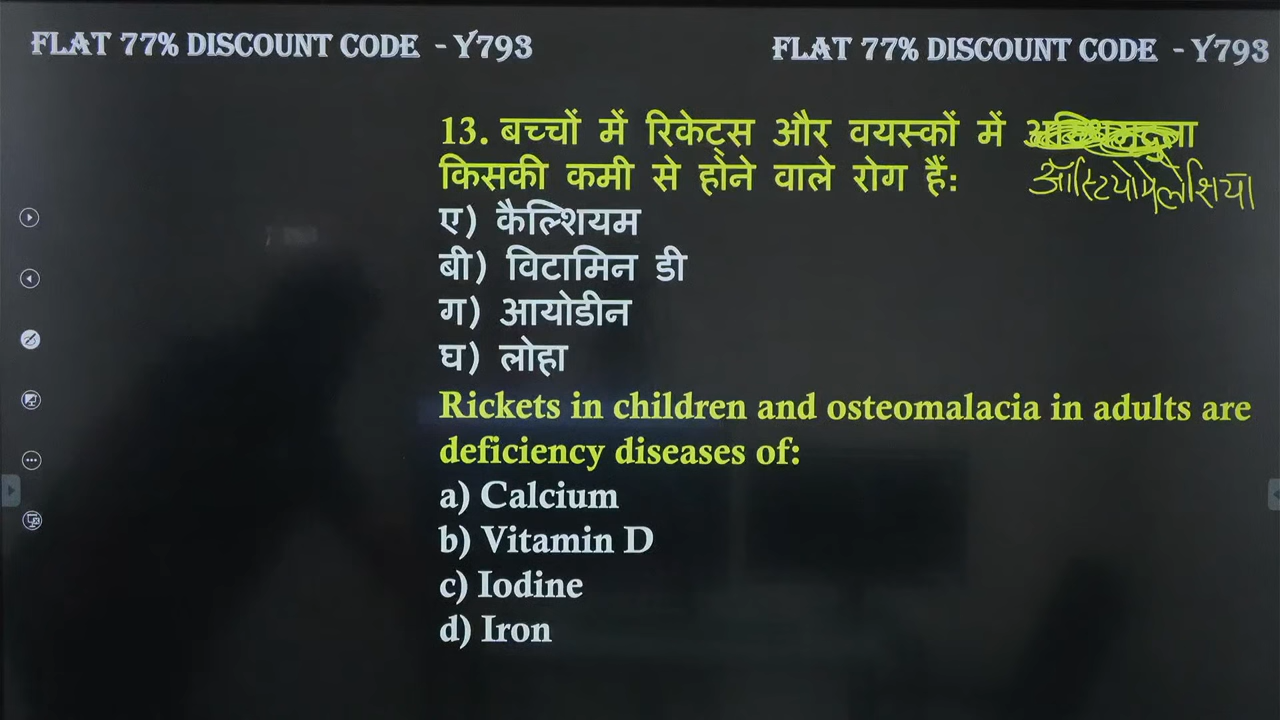 FLAT 77% DISCOUNT CODE - Y793
FLAT 77% DISCOUNT CODE - Y793
13. बच्चों में रिकेट्स और वयस्कों में
ऑस्टियोमेलेशिया
किसकी कमी से होने वाले रोग हैं:
ए) कैल्शियम
बी) विटामिन डी
ग) आयोडीन
घ) लोहा
Rickets in children and osteomalacia in adults are
deficiency diseases of:
a) Calcium
b) Vitamin D
c) Iodine
d) Iron